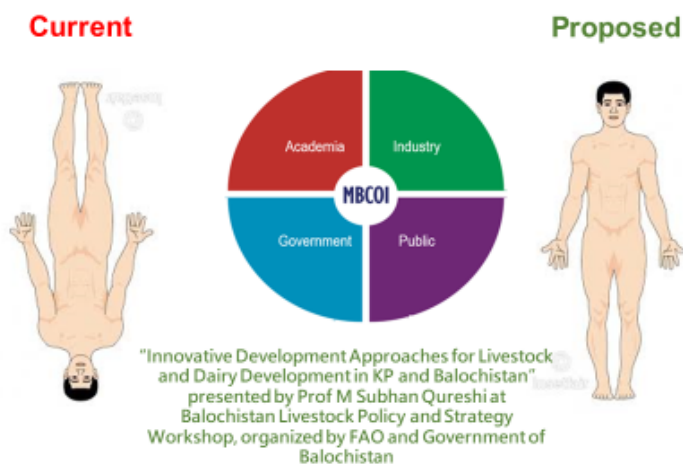 Current
Proposed
Academia
Industry
MBCOI
Government
Public
"Innovative Development Approaches for Livestock
and Dairy Development in KP and Balochistan"
presented by Prof M Subhan Qureshi at
Balochistan Livestock Policy and Strategy
Workshop, organized by FAO and Government of
Balochistan